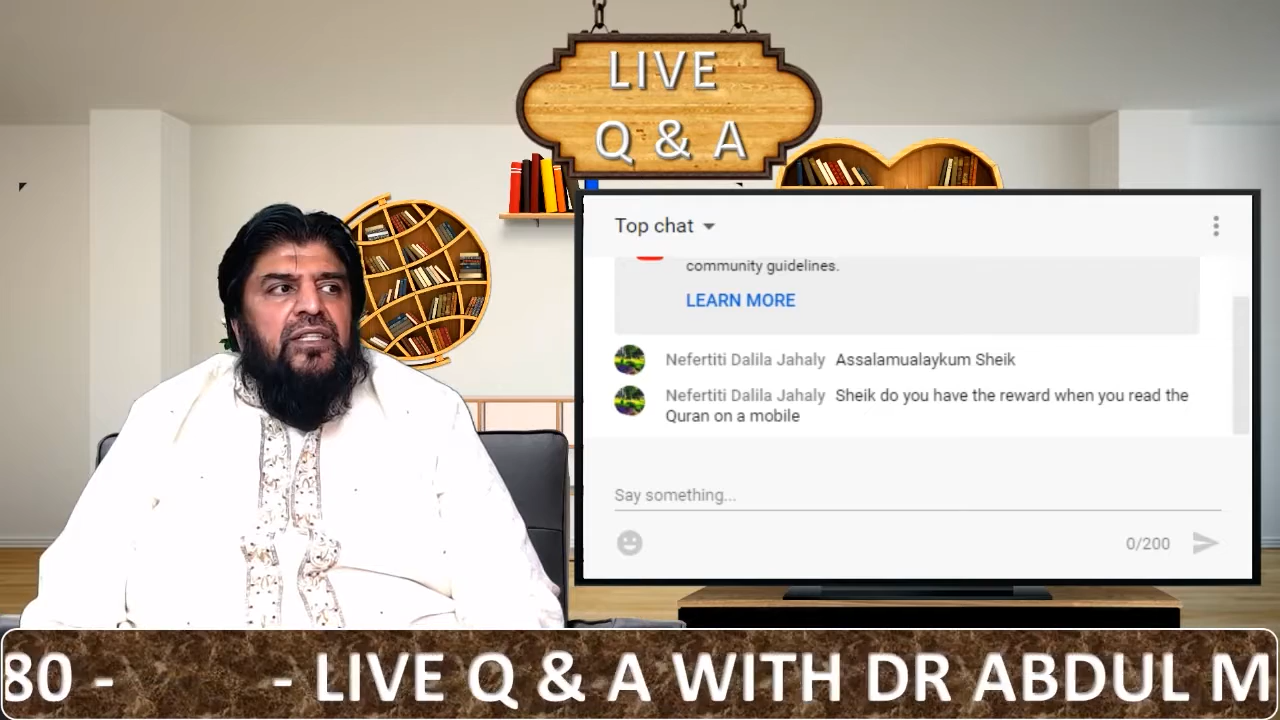 LIVE
Q & A
Top chat
community guidelines.
LEARN MORE
Nefertiti Dalila Jahaly Assalamualaykum Sheik
Nefertiti Dalila Jahaly Sheik do you have the reward when you read the
Quran on a mobile
Say something...
0/200
80 - - LIVE Q & A WITH DR ABDUL M